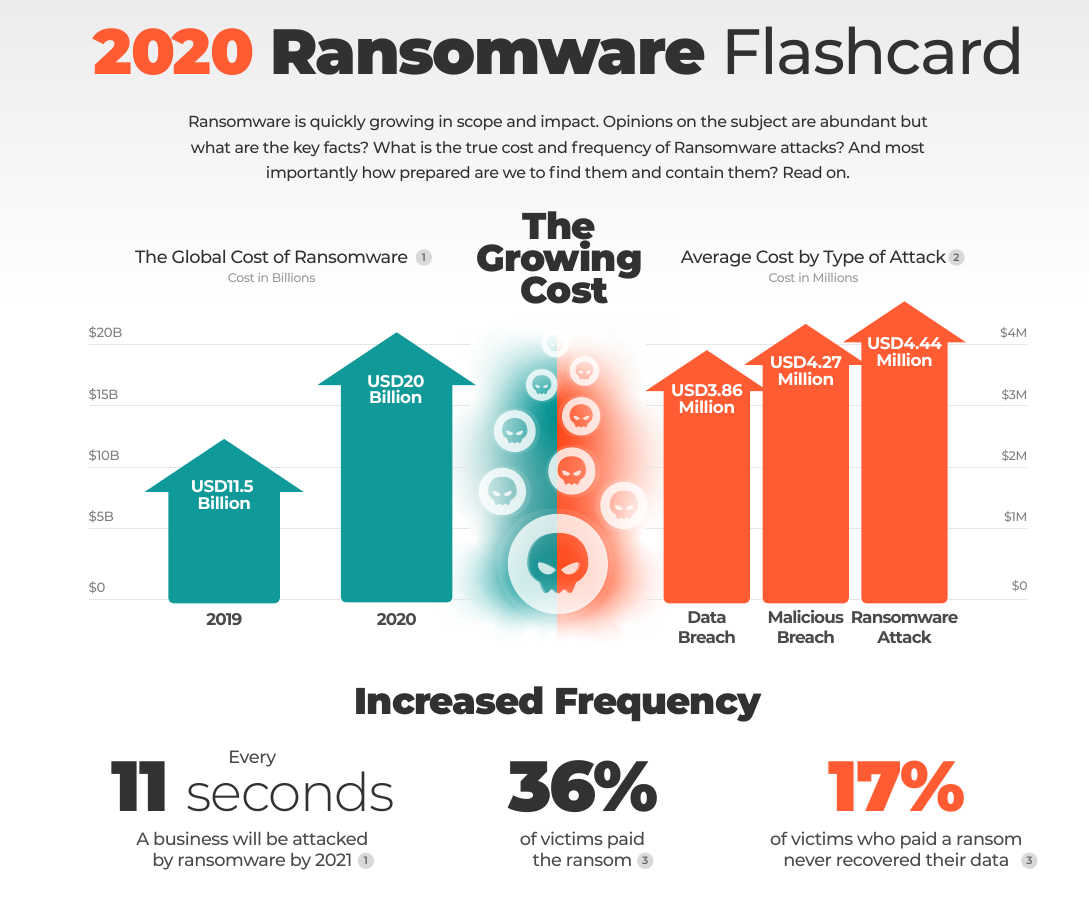 2020 Ransomware Flashcard
Ransomware is quickly growing in scope and impact. Opinions on the subject are abundant but
what are the key facts? What is the true cost and frequency of Ransomware attacks? And most
importantly how prepared are we to find them and contain them? Read on.
The
Growing
Cost
The Global Cost of Ransomware 1
Cost in Billions
$20B
$15B
$10B
$5B
$0
USD11.5
Billion
USD20
Billion
2019
2020
Average Cost by Type of Attack 2
Cost in Millions
$4M
$3M
$2M
$1M
$0
USD3.86
Million
USD4.27
Million
USD4.44
Million
Data
Breach
Malicious
Breach
Ransomware
Attack
Increased Frequency
Every
11 seconds
A business will be attacked
by ransomware by 2021 1
36%
of victims paid
the ransom 3
17%
of victims who paid a ransom
never recovered their data 3